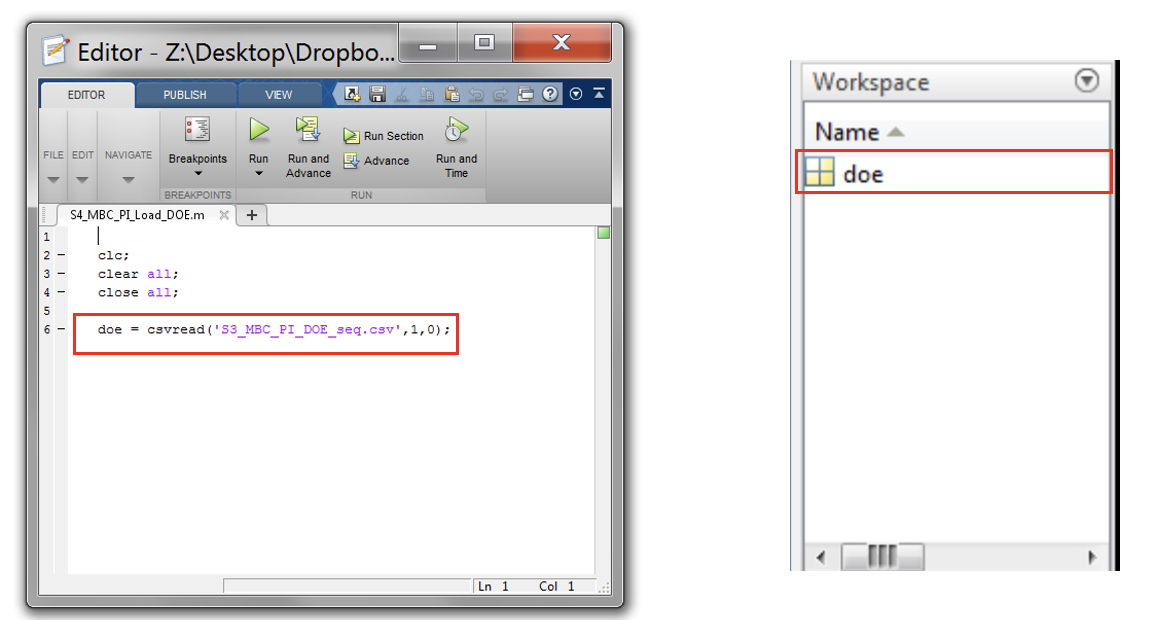 Editor - Z:\Desktop\Dropbo...
EDITOR PUBLISH VIEW
FILE EDIT NAVIGATE Breakpoints Run Run and Advance Run Section Advance Run and Time
BREAKPOINTS RUN
S4_MBC_PI_Load_DOE.m
1
2 - clc;
3 - clear all;
4 - close all;
5
6 - doe = csvread('S3_MBC_PI_DOE_seq.csv',1,0);
Ln 1 Col 1
Workspace
Name
doe